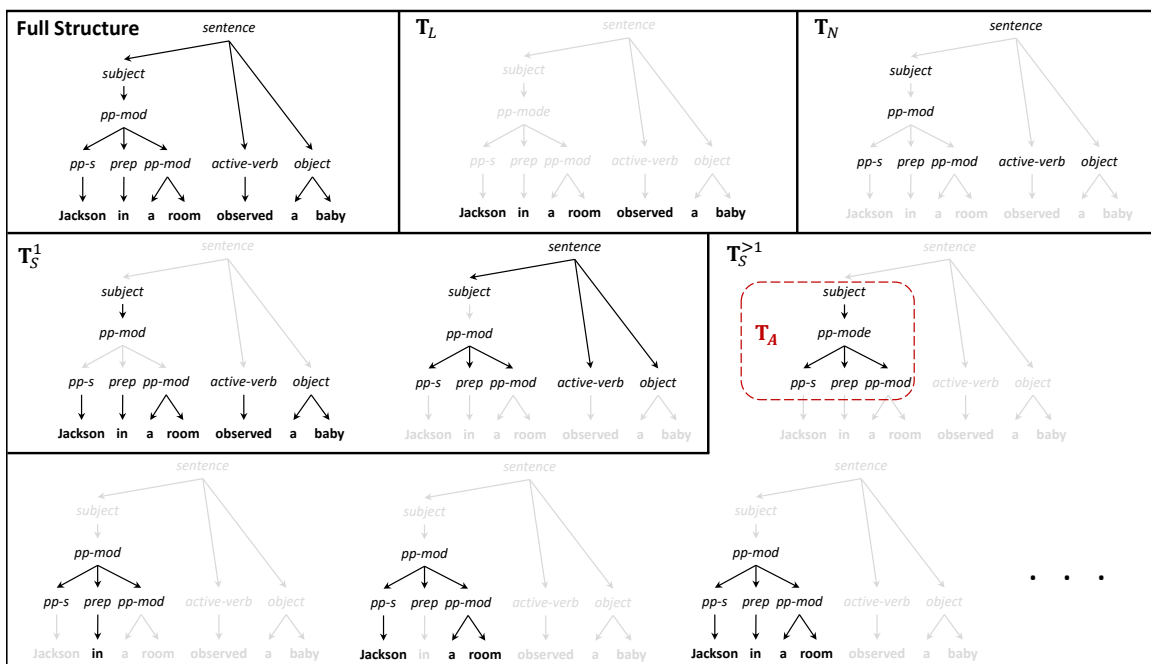 Full Structure
sentence
subject
pp-mod
pp-s prep pp-mod active-verb object
Jackson in a room observed a baby
T_L
sentence
subject
pp-mode
pp-s prep pp-mod active-verb object
Jackson in a room observed a baby
T_N
sentence
subject
pp-mod
pp-s prep pp-mod active-verb object
Jackson in a room observed a baby
T_S^1
sentence
subject
pp-mod
pp-s prep pp-mod active-verb object
Jackson in a room observed a baby
sentence
subject
pp-mod
pp-s prep pp-mod active-verb object
Jackson in a room observed a baby
T_S^{>1}
sentence
subject
T_A
pp-mode
pp-s prep pp-mod active-verb object
Jackson in a room observed a baby
sentence
subject
pp-mod
pp-s prep pp-mod active-verb object
Jackson in a room observed a baby
sentence
subject
pp-mod
pp-s prep pp-mod active-verb object
Jackson in a room observed a baby
sentence
subject
pp-mod
pp-s prep pp-mod active-verb object
Jackson in a room observed a baby
. . .